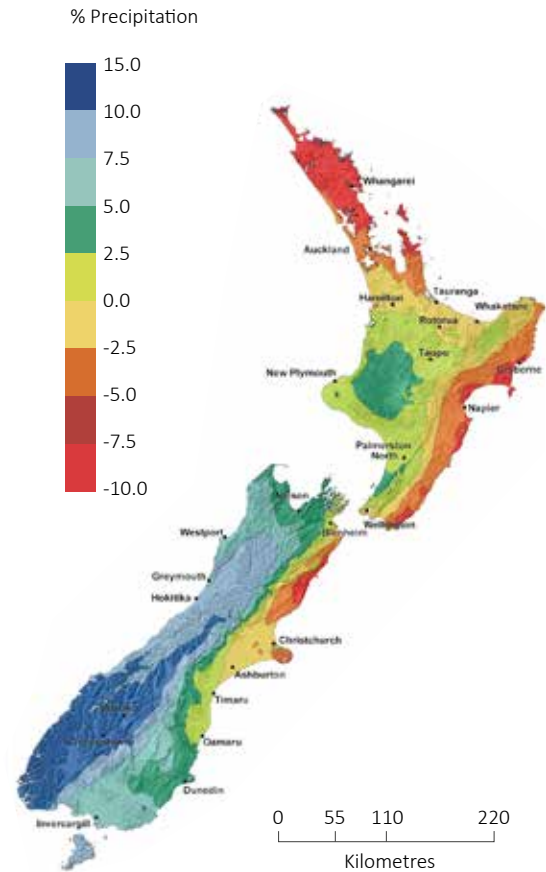 % Precipitation
15.0
10.0
7.5
5.0
2.5
0.0
-2.5
-5.0
-7.5
-10.0
Whangarei
Auckland
Tauranga
Hamilton
Whakatane
Rotorua
Taupo
Gisborne
New Plymouth
Napier
Palmerston
North
Nelson
Wellington
Blenheim
Westport
Greymouth
Hokitika
Christchurch
Ashburton
Timaru
Oamaru
Dunedin
Invercargill
0 55 110 220
Kilometres